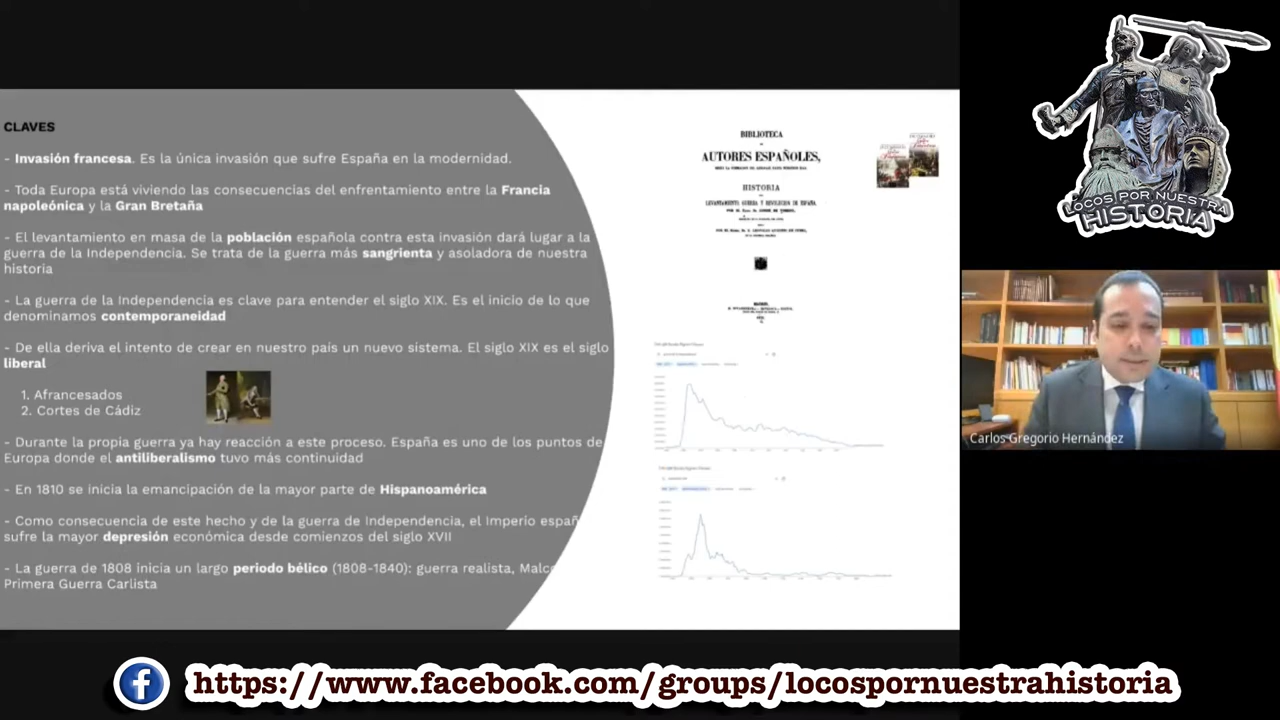 CLAVES
- Invasión francesa. Es la única invasión que sufre España en la modernidad.
- Toda Europa está viviendo las consecuencias del enfrentamiento entre la Francia
napoleónica y la Gran Bretaña
- El levantamiento en masa de la población española contra esta invasión dará lugar a la
guerra de la Independencia. Se trata de la guerra más sangrienta y asoladora de nuestra
historia
- La guerra de la Independencia es clave para entender el siglo XIX. Es el inicio de lo que
denominamos contemporaneidad
- De ella deriva el intento de crear en nuestro país un nuevo sistema. El siglo XIX es el siglo
liberal
1. Afrancesados
2. Cortes de Cádiz
- Durante la propia guerra ya hay reacción a este proceso. España es uno de los puntos de
Europa donde el antiliberalismo tuvo más continuidad
- En 1810 se inicia la emancipación de la mayor parte de Hispanoamérica
- Como consecuencia de este hecho y de la guerra de Independencia, el Imperio españ
sufre la mayor depresión económica desde comienzos del siglo XVII
- La guerra de 1808 inicia un largo periodo bélico (1808-1840): guerra realista, Malc
Primera Guerra Carlista
BIBLIOTECA
AUTORES ESPAÑOLES,
HISTORIA
LEVANTAMIENTO, GUERRA Y REVOLUCION DE ESPAÑA,
LOCOS POR NUESTRA
HISTORIA
Carlos Gregorio Hernández
https://www.facebook.com/groups/locospornuestrahistoria